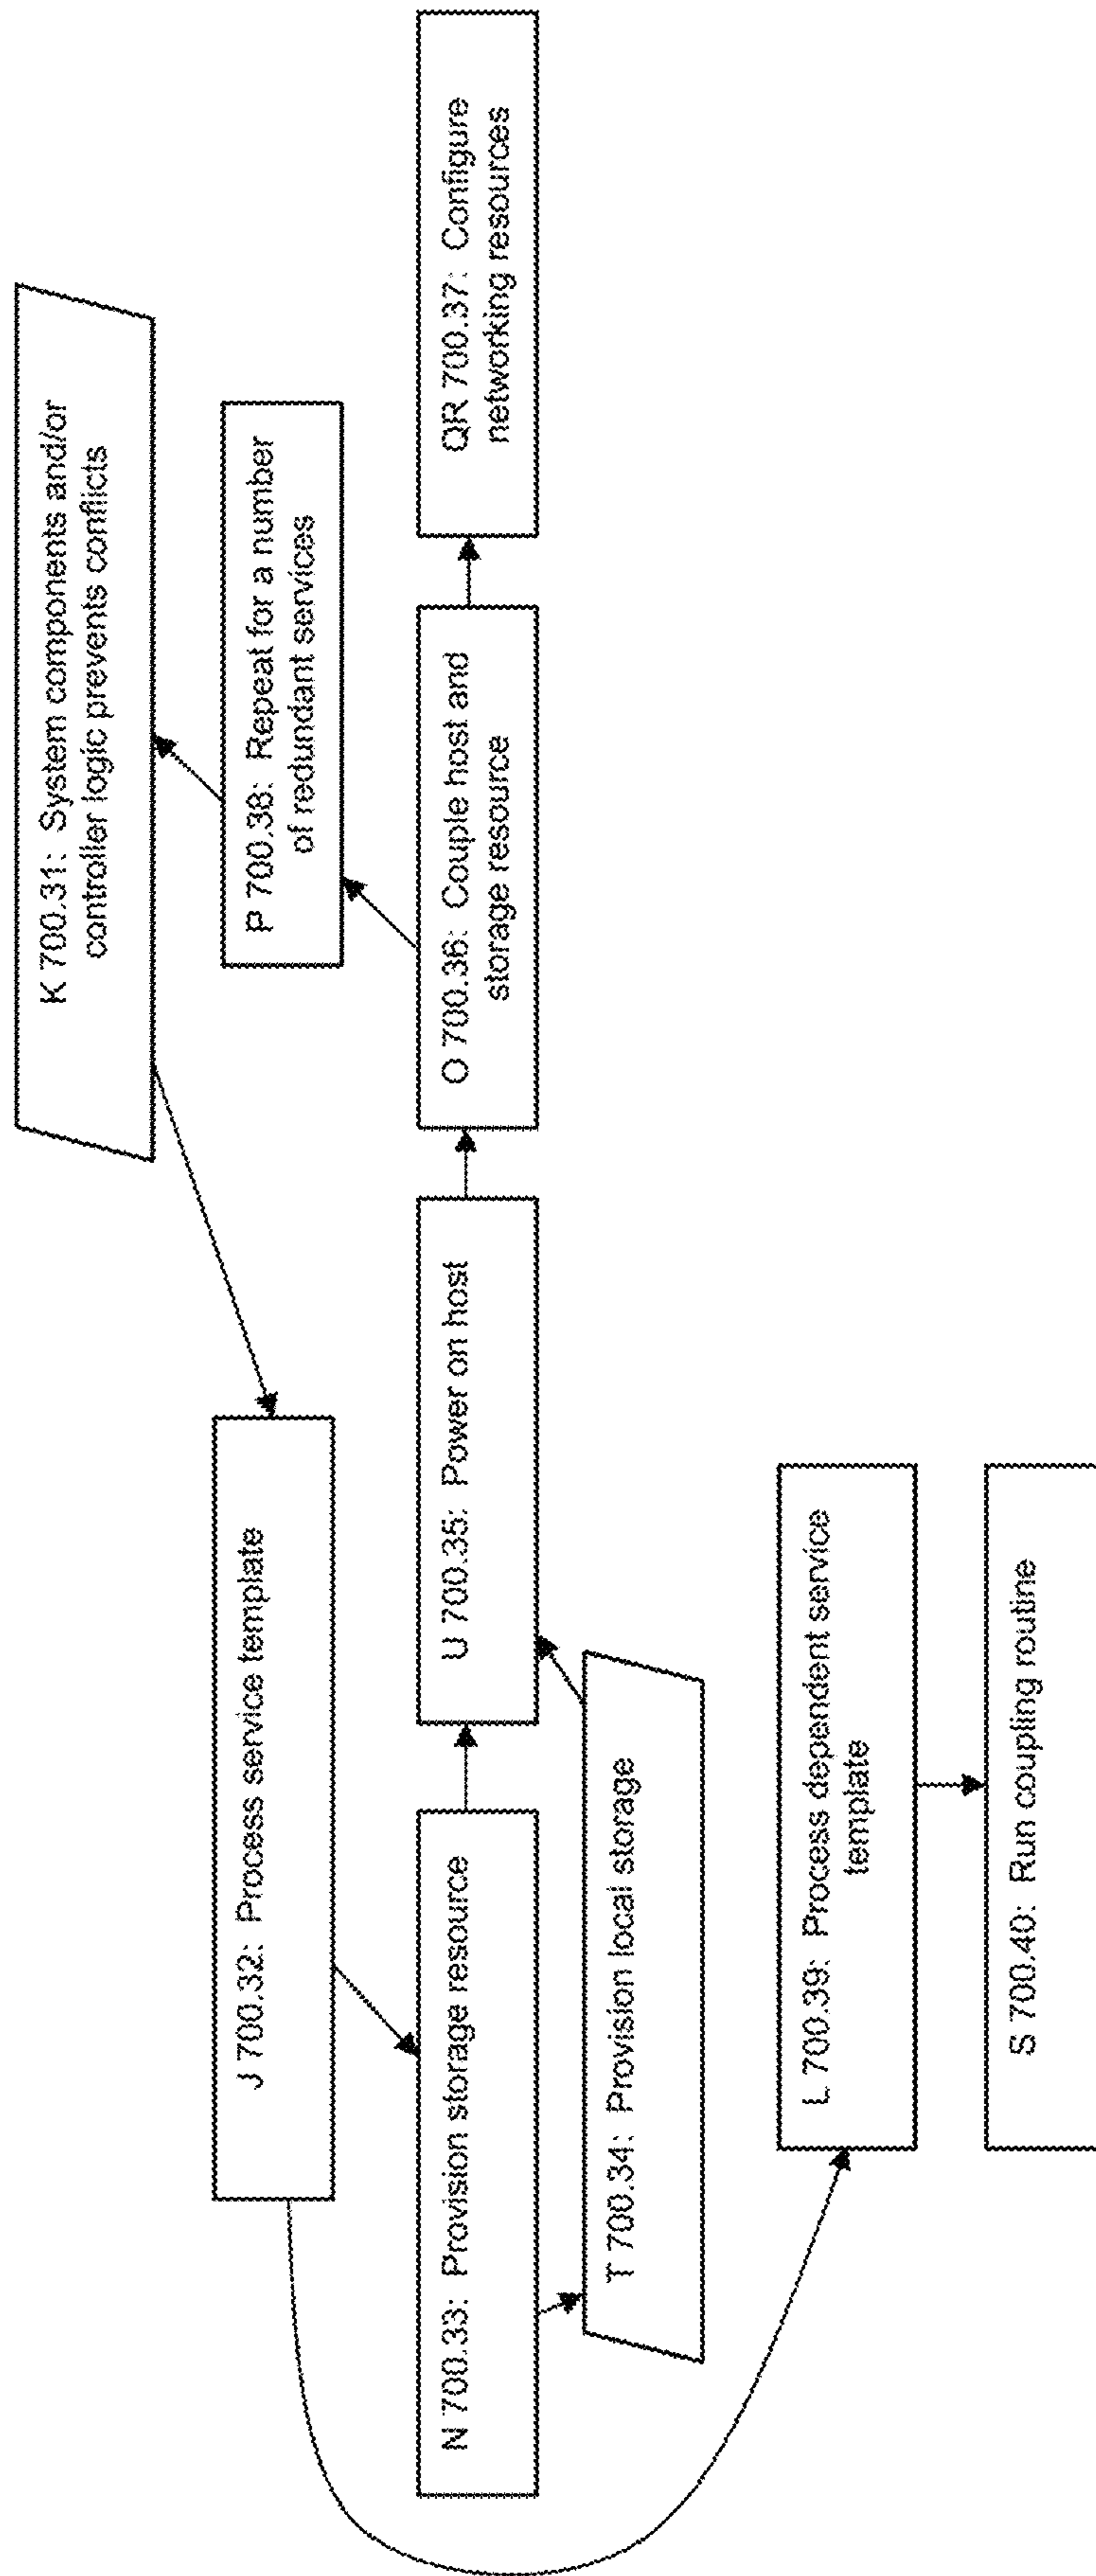 K 700.31: System components and/or
controller logic prevents conflicts
J 700.32: Process service template
P 700.38: Repeat for a number
of redundant services
N 700.33: Provision storage resource
U 700.35: Power on host
O 700.36: Couple host and
storage resource
QR 700.37: Configure
networking resources
T 700.34: Provision local storage
L 700.39: Process dependent service
template
S 700.40: Run coupling routine